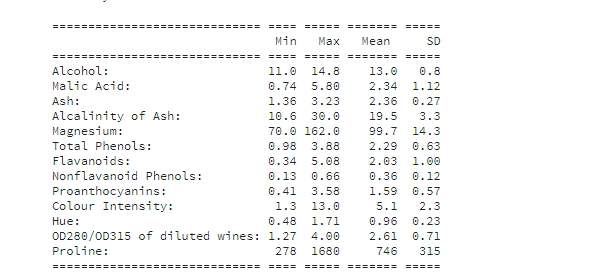 ============================= ==== ===== ======= =====
                              Min   Max   Mean     SD
============================= ==== ===== ======= =====
Alcohol:                      11.0  14.8    13.0   0.8
Malic Acid:                   0.74  5.80    2.34  1.12
Ash:                          1.36  3.23    2.36  0.27
Alcalinity of Ash:            10.6  30.0    19.5   3.3
Magnesium:                    70.0 162.0    99.7  14.3
Total Phenols:                0.98  3.88    2.29  0.63
Flavanoids:                   0.34  5.08    2.03  1.00
Nonflavanoid Phenols:         0.13  0.66    0.36  0.12
Proanthocyanins:              0.41  3.58    1.59  0.57
Colour Intensity:              1.3  13.0     5.1   2.3
Hue:                          0.48  1.71    0.96  0.23
OD280/OD315 of diluted wines: 1.27  4.00    2.61  0.71
Proline:                       278  1680     746   315
============================= ==== ===== ======= =====